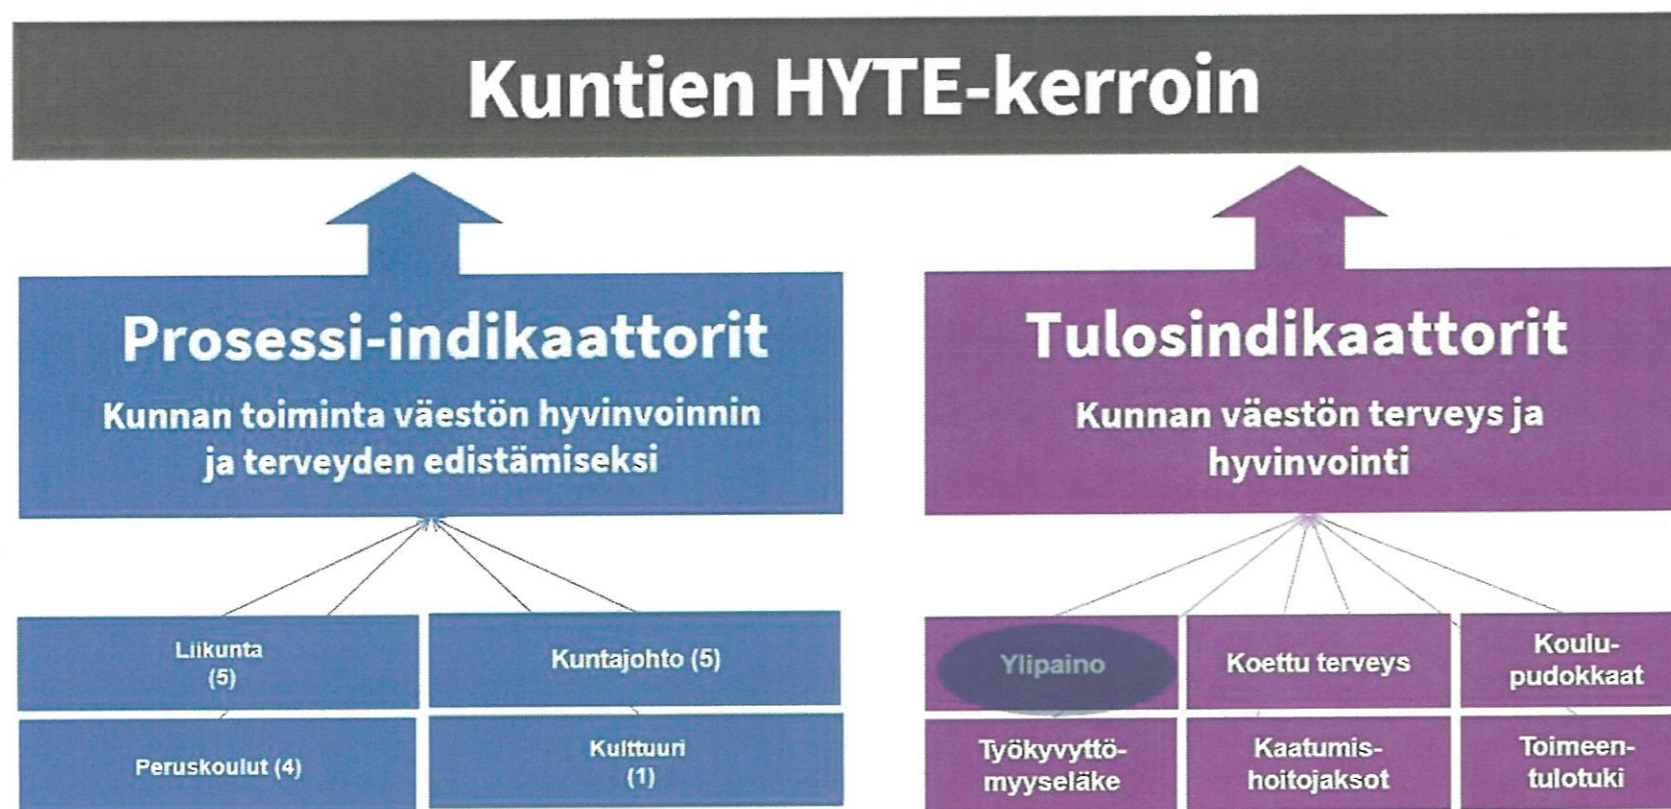 Kuntien HYTE-kerroin
Prosessi-indikaattorit
Kunnan toiminta väestön hyvinvoinnin
ja terveyden edistämiseksi
Liikunta
(5)
Kuntajohto (5)
Peruskoulut (4)
Kulttuuri
(1)
Tulosindikaattorit
Kunnan väestön terveys ja
hyvinvointi
Ylipaino
Koettu terveys
Koulu-
pudokkaat
Työkyvyttö-
myyseläke
Kaatumis-
hoitojaksot
Toimeen-
tulotuki